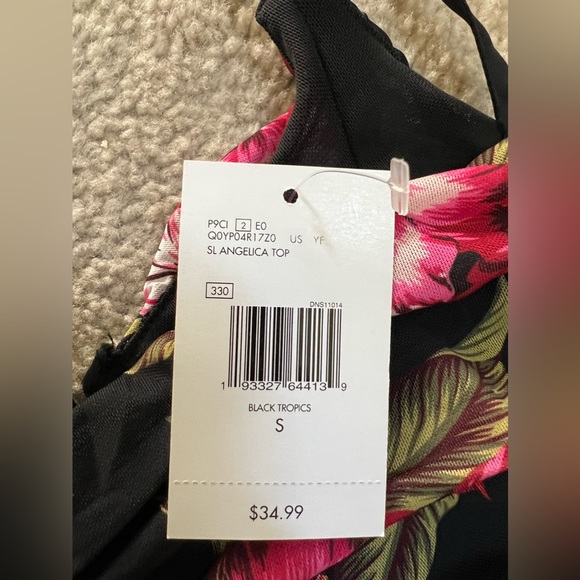 P9CI 2 E0
Q0YP04R17Z0 US YF
SL ANGELICA TOP
330
DNS11014
1 93327 64413 9
BLACK TROPICS
S
$34.99